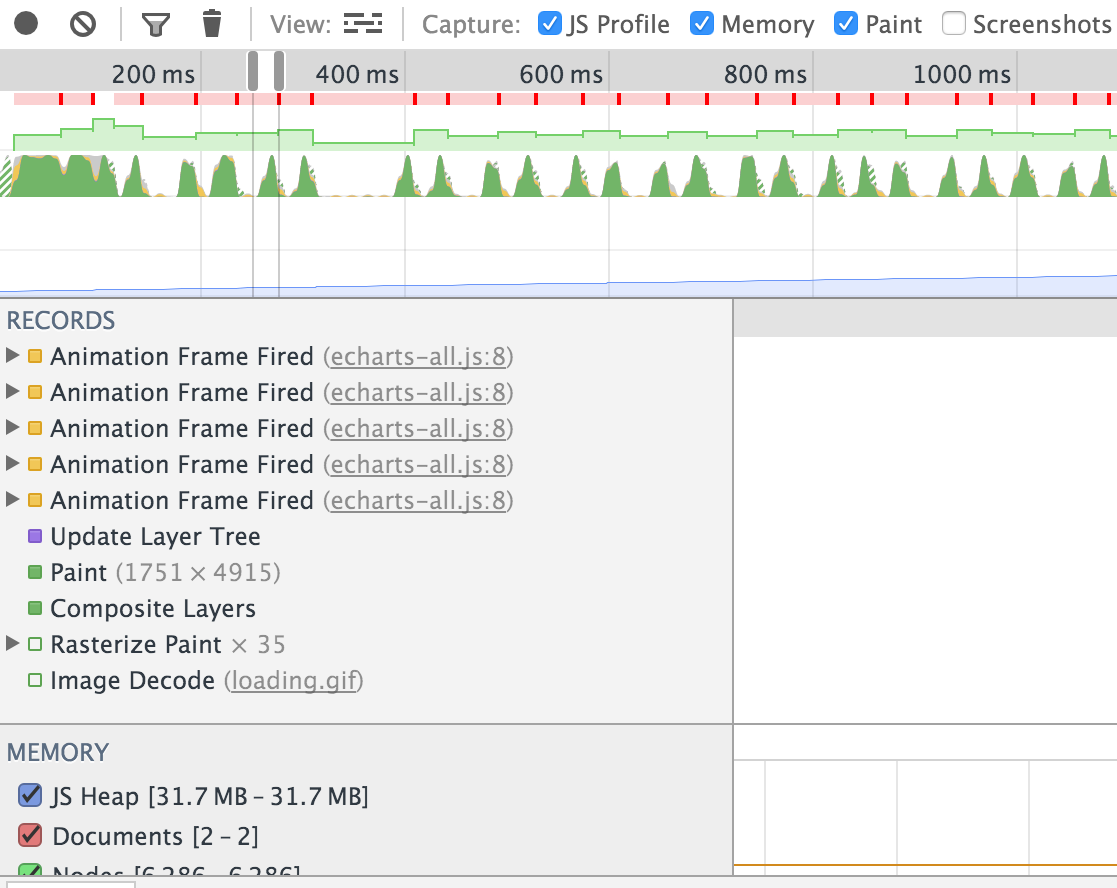 View: Capture: JS Profile Memory Paint Screenshots
200 ms 400 ms 600 ms 800 ms 1000 ms
RECORDS
Animation Frame Fired (echarts-all.js:8)
Animation Frame Fired (echarts-all.js:8)
Animation Frame Fired (echarts-all.js:8)
Animation Frame Fired (echarts-all.js:8)
Animation Frame Fired (echarts-all.js:8)
Update Layer Tree
Paint (1751 × 4915)
Composite Layers
Rasterize Paint × 35
Image Decode (loading.gif)
MEMORY
JS Heap [31.7 MB – 31.7 MB]
Documents [2 – 2]
Nodes [6 286 – 6 286]